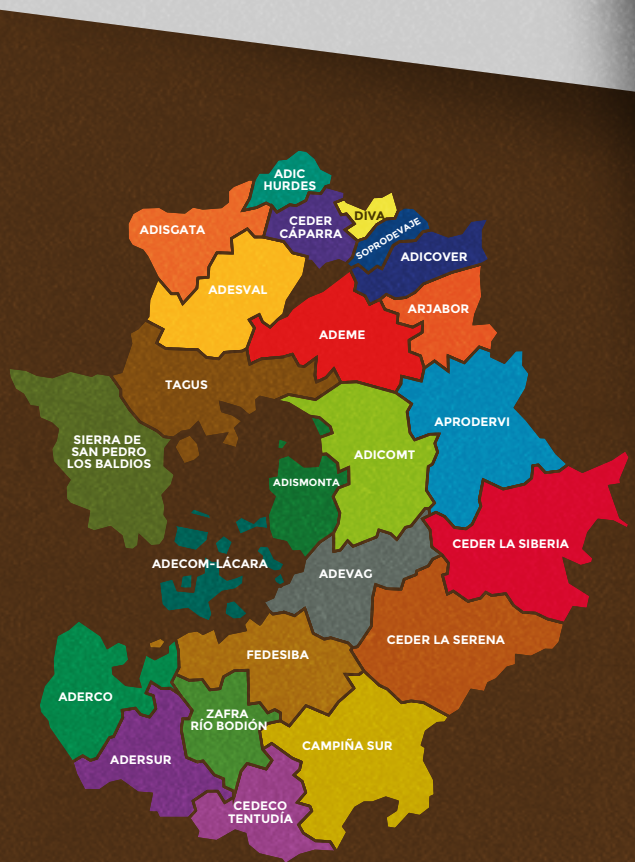 ADIC
HURDES
DIVA
CEDER
CÁPARRA
ADISGATA
SOPRODEVAJE
ADICOVER
ADESVAL
ARJABOR
ADEME
TAGUS
APRODERVI
SIERRA DE
SAN PEDRO
LOS BALDIOS
ADICOMT
ADISMONTA
CEDER LA SIBERIA
ADECOM-LÁCARA
ADEVAG
CEDER LA SERENA
FEDESIBA
ADERCO
ZAFRA
RÍO BODIÓN
CAMPIÑA SUR
ADERSUR
CEDECO
TENTUDÍA